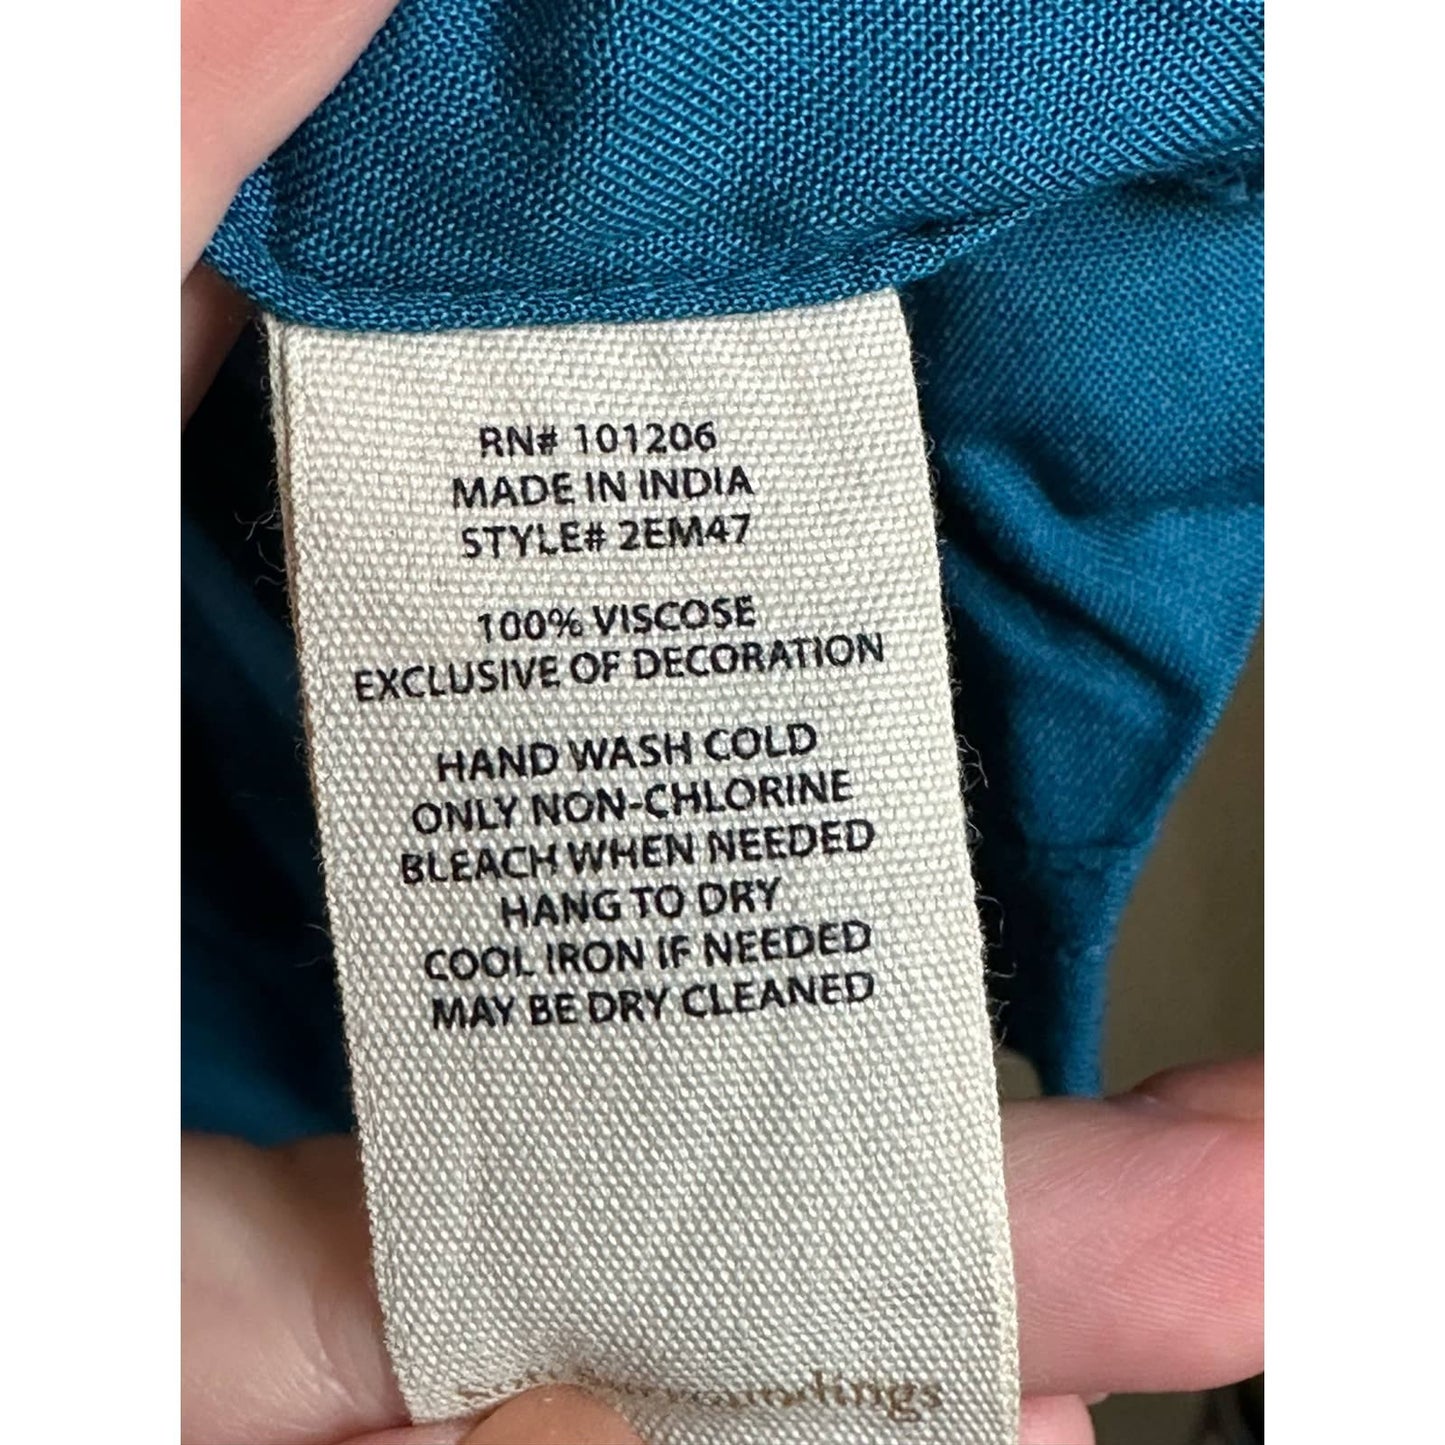 RN# 101206
MADE IN INDIA
STYLE# 2EM47
100% VISCOSE
EXCLUSIVE OF DECORATION
HAND WASH COLD
ONLY NON-CHLORINE
BLEACH WHEN NEEDED
HANG TO DRY
COOL IRON IF NEEDED
MAY BE DRY CLEANED